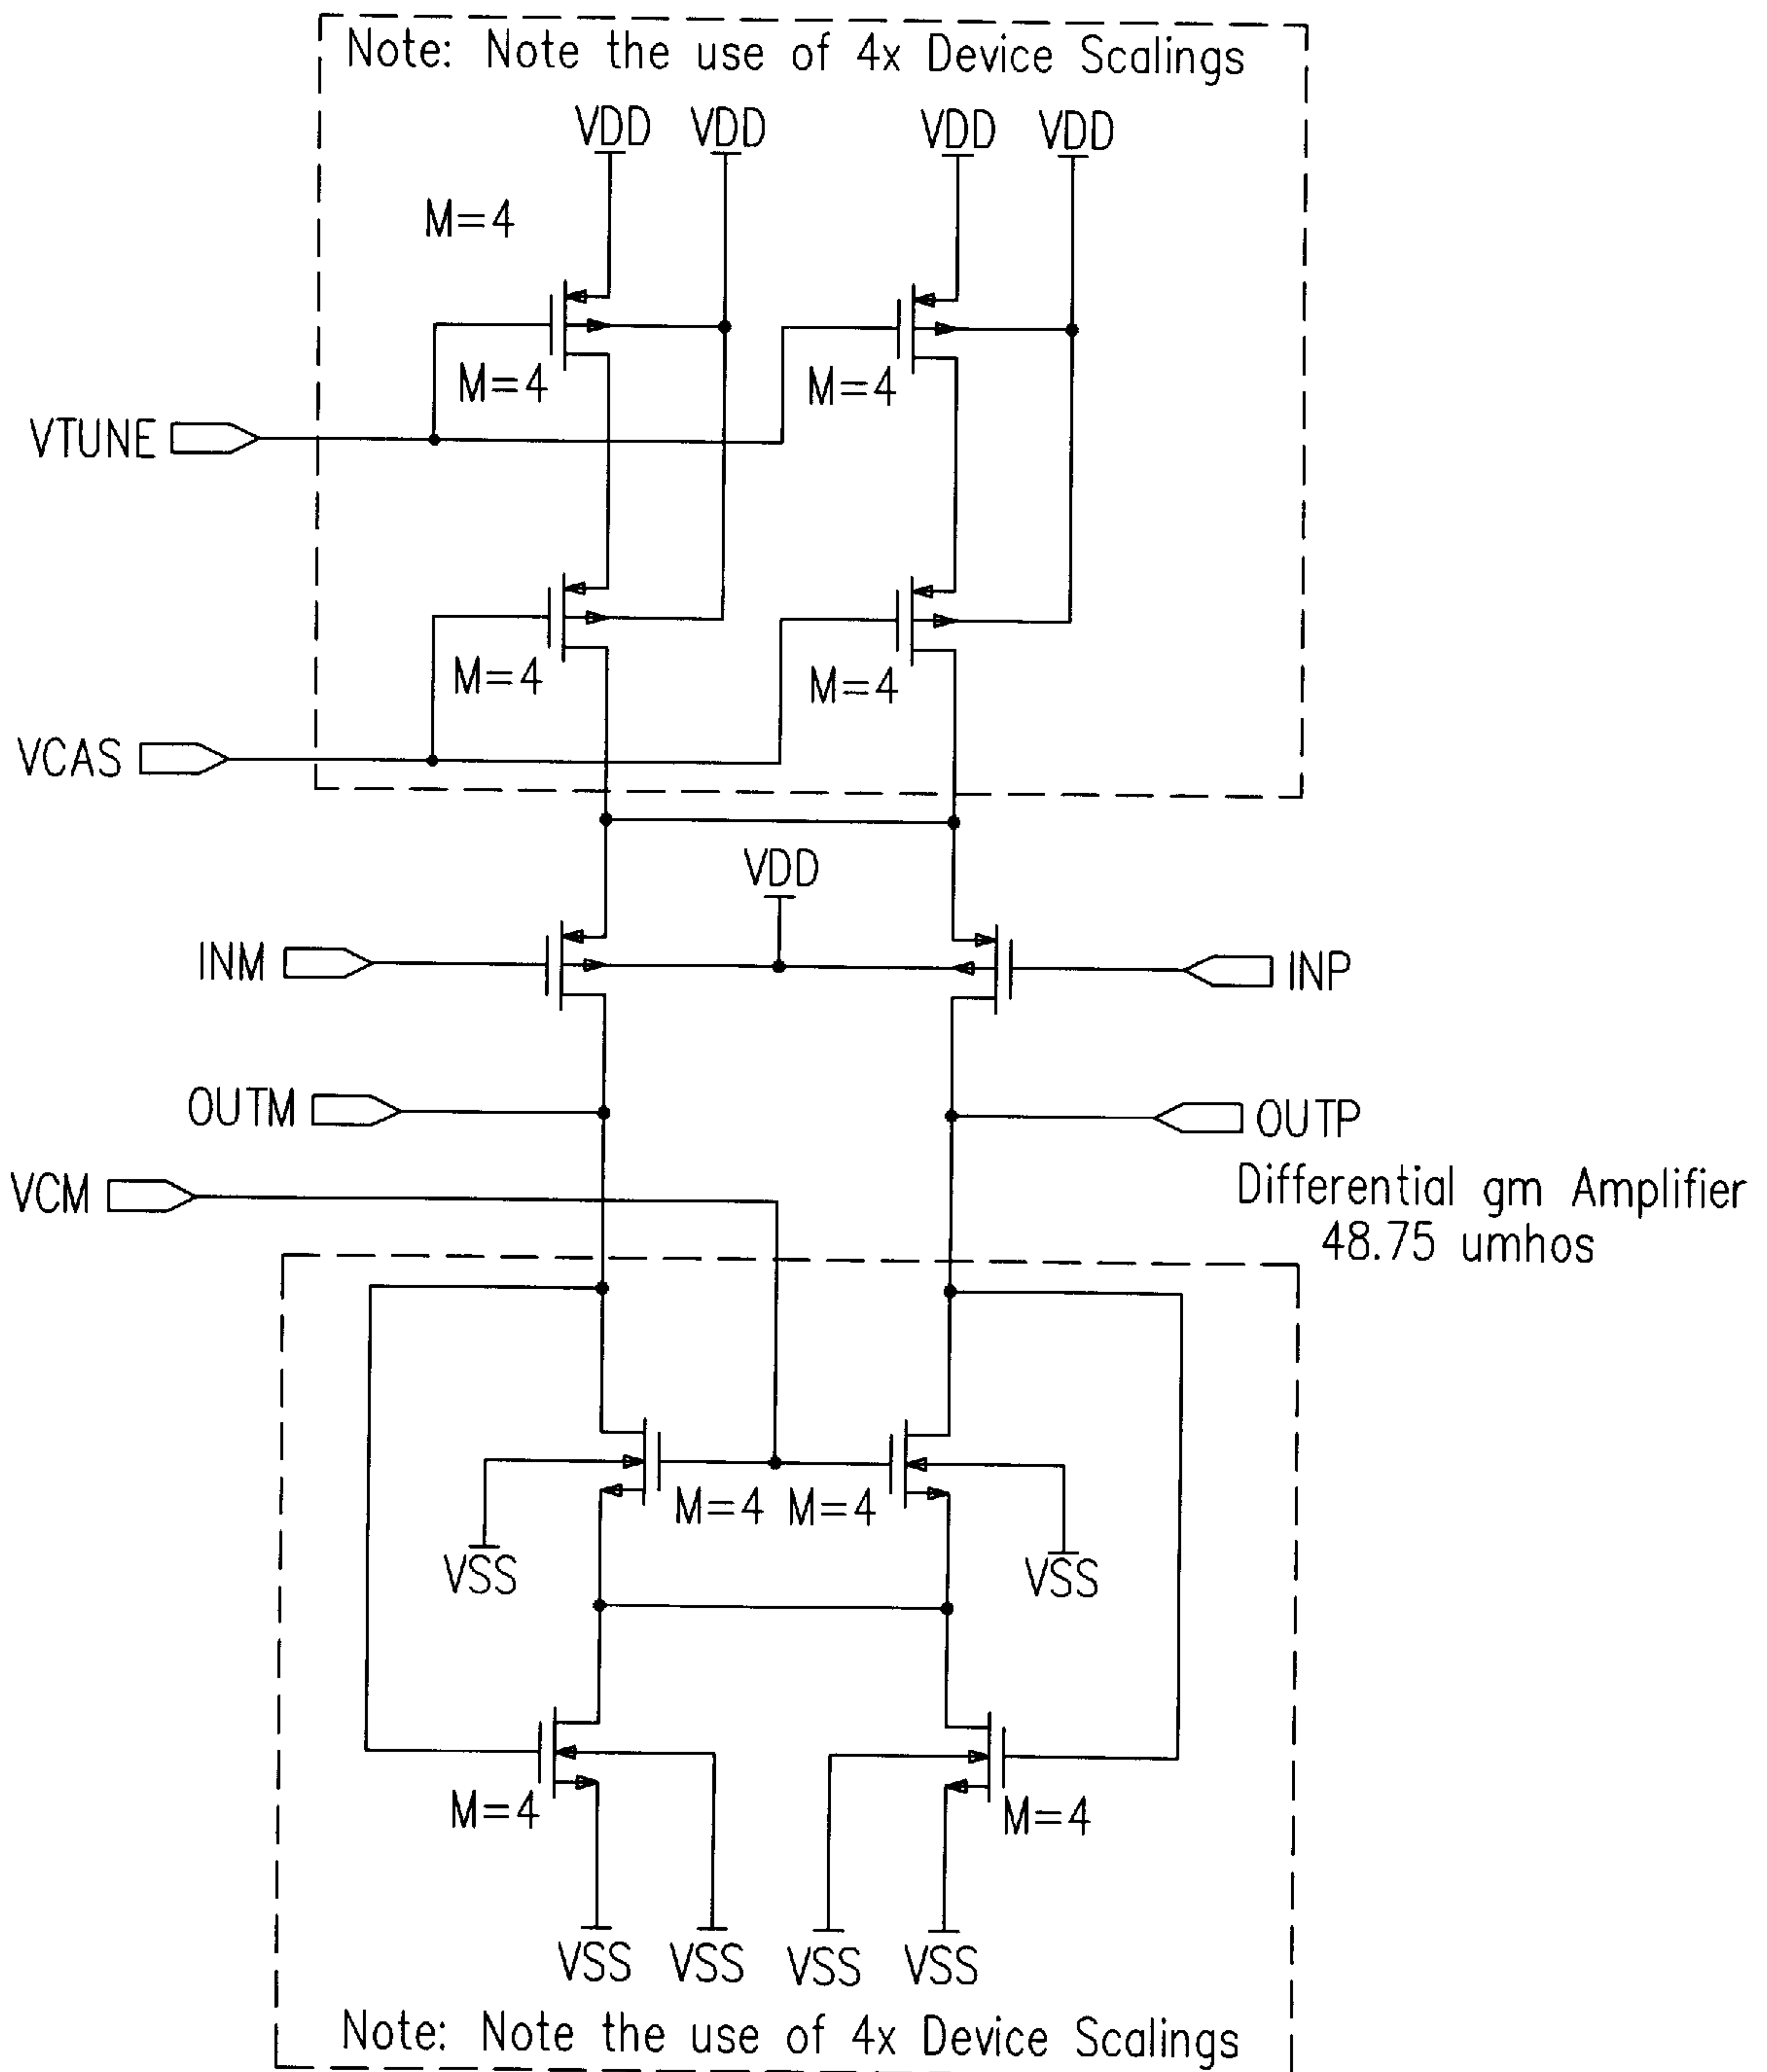 Note: Note the use of 4x Device Scalings
VDD VDD VDD VDD
M=4
M=4 M=4
VTUNE
M=4 M=4
VCAS
VDD
INM INP
OUTM OUTP
VCM
Differential gm Amplifier
48.75 umhos
M=4 M=4
VSS VSS
M=4 M=4
VSS VSS VSS VSS
Note: Note the use of 4x Device Scalings